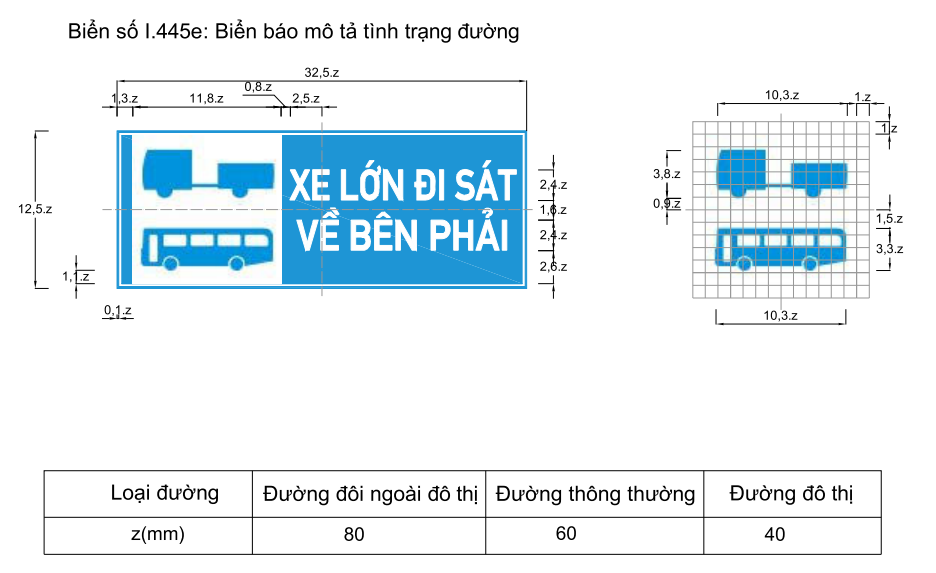 Biển số I.445e: Biển báo mô tả tình trạng đường
32,5.z
0,8.z
1,3.z
11,8.z
2,5.z
XE LỚN ĐI SÁT
VỀ BÊN PHẢI
12,5.z
1,1.z
0,1.z
2,4.z
1,6.z
2,4.z
2,6.z
10,3.z
1.z
1.z
3,8.z
0,9.z
1,5.z
3,3.z
10,3.z
Loại đường
Đường đôi ngoài đô thị
Đường thông thường
Đường đô thị
z(mm)
80
60
40